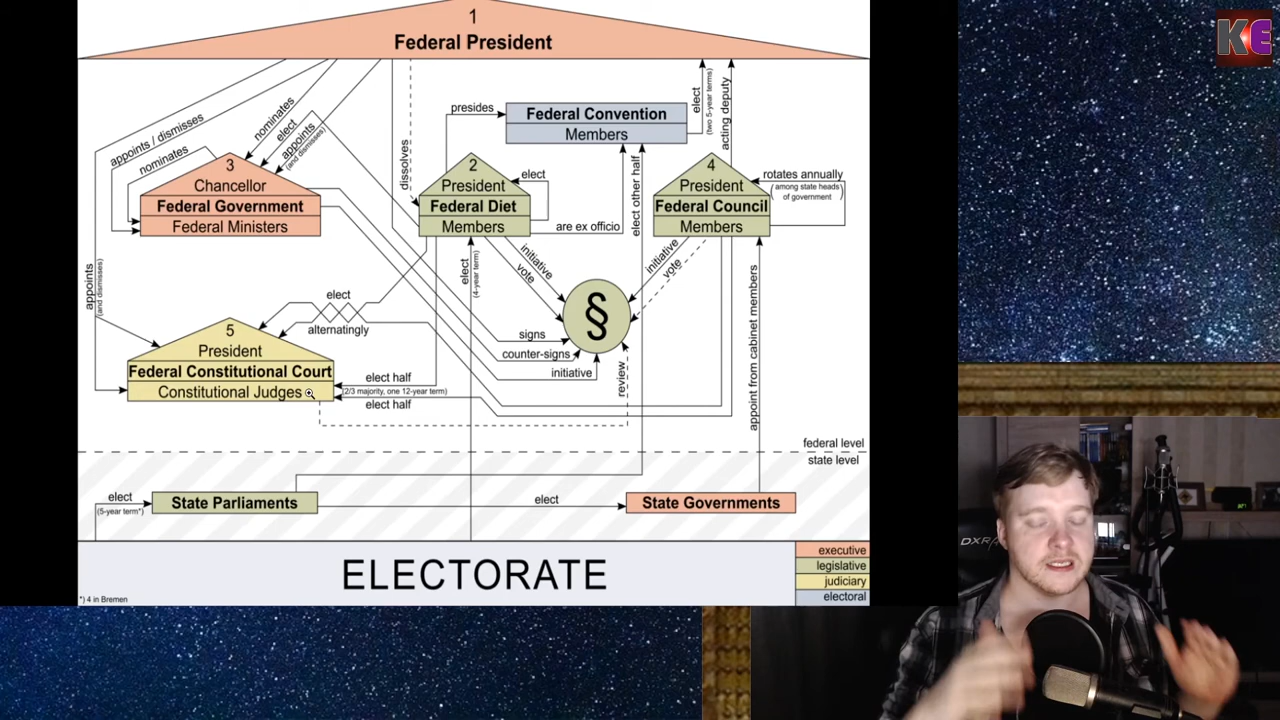 1
Federal President
KE
presides
Federal Convention
Members
elect
(two 5-year terms)
acting deputy
appoints / dismisses
nominates
nominates
elect
appoints
(and dismisses)
dissolves
3
Chancellor
Federal Government
Federal Ministers
2
President
Federal Diet
Members
elect
are ex officio
elect other half
4
President
Federal Council
Members
rotates annually
(among state heads
of government)
initiative
vote
initiative
vote
elect
(4-year term)
§
appoints
(and dismisses)
elect
alternatingly
signs
counter-signs
initiative
review
appoint from cabinet members
5
President
Federal Constitutional Court
Constitutional Judges
elect half
(2/3 majority, one 12-year term)
elect half
federal level
state level
elect
(5-year term*)
State Parliaments
elect
State Governments
ELECTORATE
executive
legislative
judiciary
electoral
*) 4 in Bremen
DXR